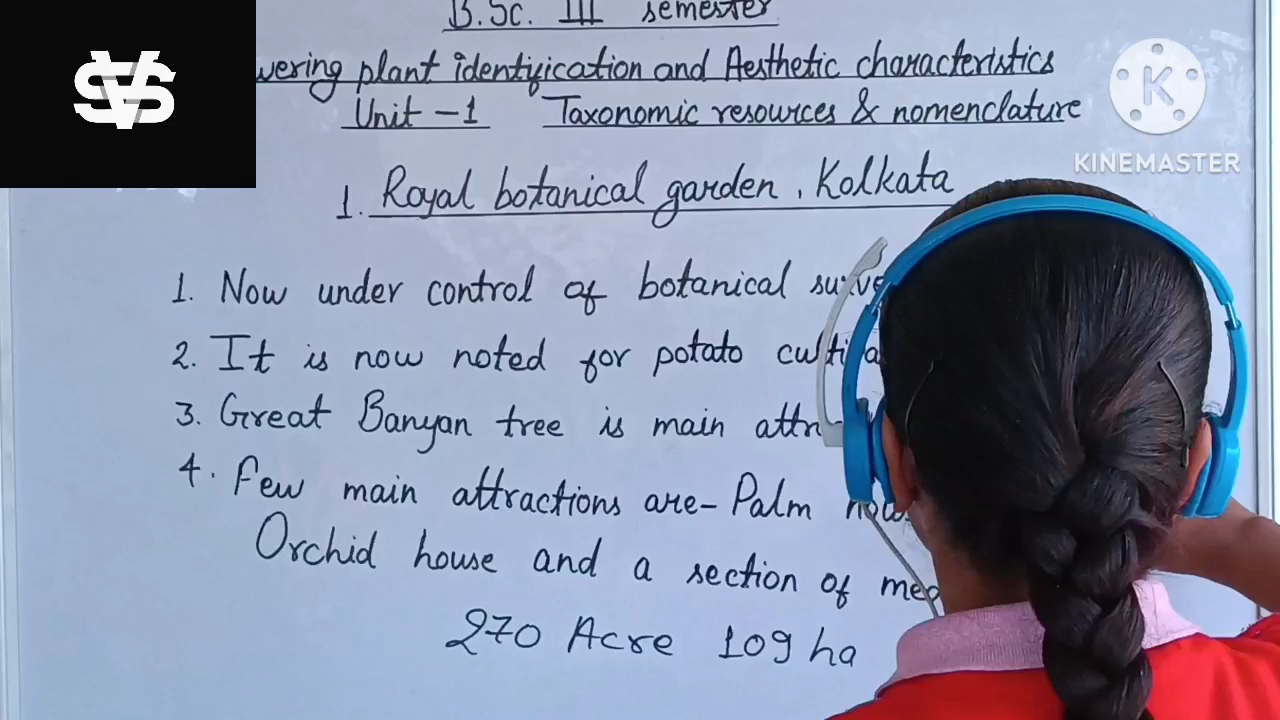 B.Sc. III semester
wering plant identification and Aesthetic characteristics
Unit - 1 Taxonomic resources & nomenclature
1. Royal botanical garden, Kolkata
1. Now under control of botanical
2. It is now noted for potato
3. Great Banyan tree is main
4. Few main attractions are - Palm
Orchid house and a section of
270 Acre 109 ha
K
KINEMASTER